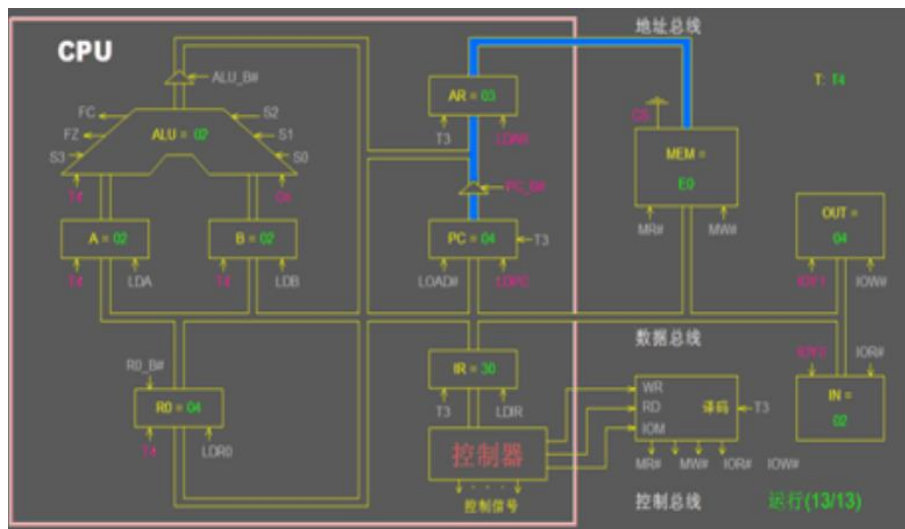 地址总线
CPU
ALU_B#
AR = 03
T: T4
FC
S2
T3
LDAR
CS
FZ
ALU = 02
S1
S3
S0
MEM =
E0
PC_B#
T4
OUT =
04
A = 02
B = 02
PC = 04
T3
MR#
MW#
T4
LDA
T4
LDB
LOAD#
LDPC
IOY1
IOW#
数据总线
R0_B#
IOY0
IOR#
IR = 30
WR
R0 = 04
T3
LDIR
RD
译码
T3
IN =
02
IOM
T4
LDR0
控制器
MR#
MW#
IOR#
IOW#
控制信号
控制总线
运行(13/13)